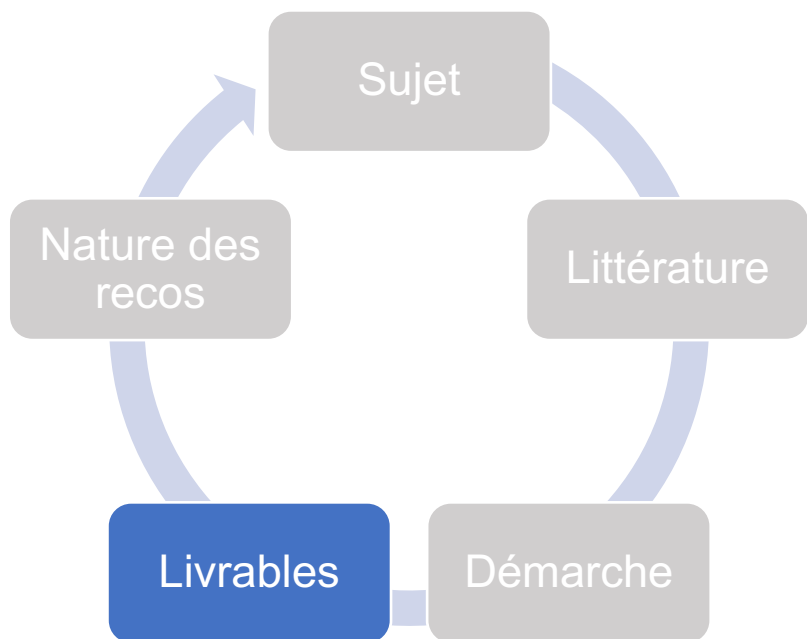 Sujet
Littérature
Démarche
Livrables
Nature des
recos